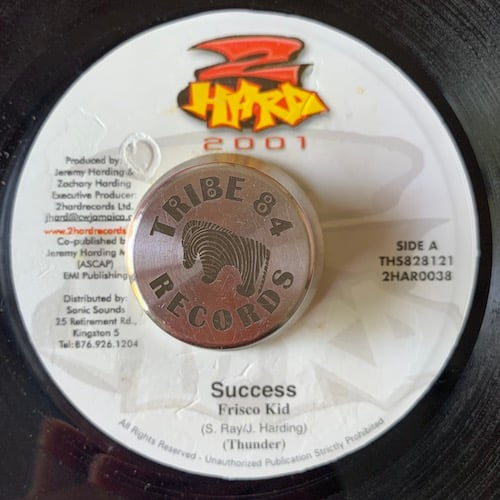 2
HARD
2001
Produced by:
Jeremy Harding &
Zachary Harding
Executive Producer:
2hardrecords Ltd.
jhard@cwjamaica.
www.2hardrecords
Co-published b
Jeremy Harding M
(ASCAP)
EMI Publishing
Distributed by:
Sonic Sounds
25 Retirement Rd.,
Kingston 5
Tel:876.926.1204
TRIBE 84
RECORDS
SIDE A
THS828121
2HAR0038
Success
Frisco Kid
(S. Ray/J. Harding)
(Thunder)
All Rights Reserved - Unauthorized Publication Strictly Prohibited